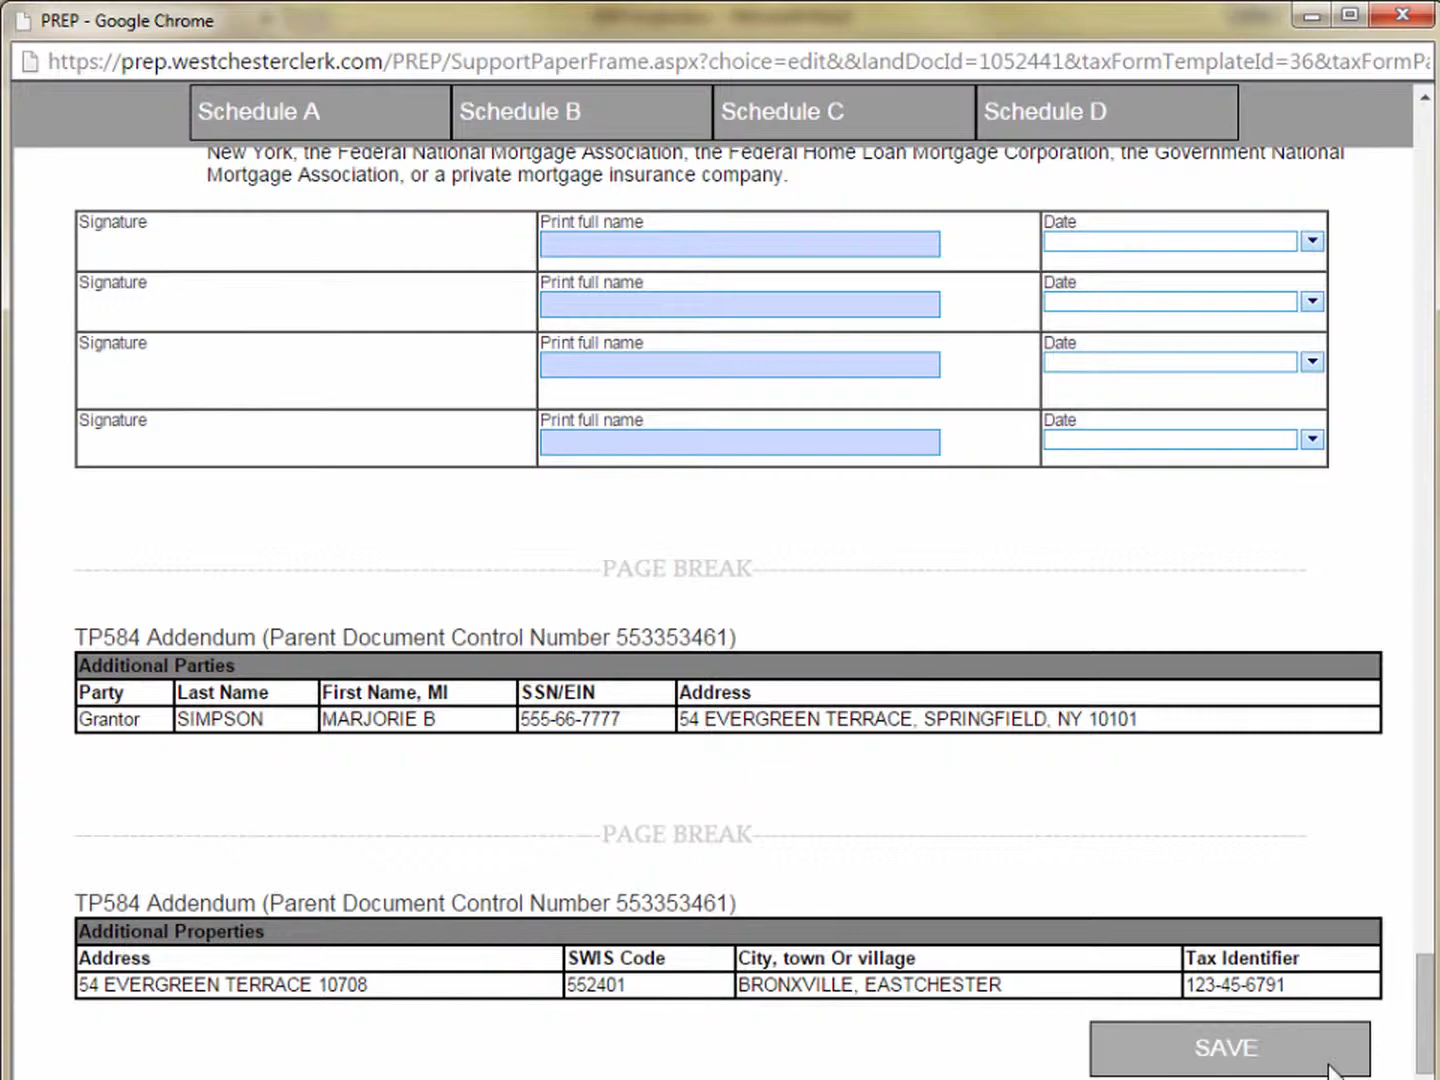 PREP - Google Chrome
https://prep.westchesterclerk.com/PREP/SupportPaperFrame.aspx?choice=edit&&landDocId=1052441&taxFormTemplateId=36&taxFormPa
Schedule A Schedule B Schedule C Schedule D
New York, the Federal National Mortgage Association, the Federal Home Loan Mortgage Corporation, the Government National
Mortgage Association, or a private mortgage insurance company.
Signature Print full name Date
Signature Print full name Date
Signature Print full name Date
Signature Print full name Date
PAGE BREAK
TP584 Addendum (Parent Document Control Number 553353461)
Additional Parties
Party Last Name First Name, MI SSN/EIN Address
Grantor SIMPSON MARJORIE B 555-66-7777 54 EVERGREEN TERRACE, SPRINGFIELD, NY 10101
PAGE BREAK
TP584 Addendum (Parent Document Control Number 553353461)
Additional Properties
Address SWIS Code City, town Or village Tax Identifier
54 EVERGREEN TERRACE 10708 552401 BRONXVILLE, EASTCHESTER 123-45-6791
SAVE